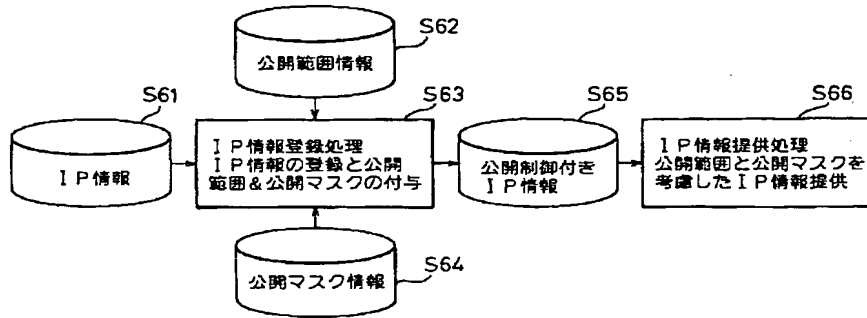 S62
公開範囲情報
S61
ＩＰ情報
S63
ＩＰ情報登録処理
ＩＰ情報の登録と公開
範囲＆公開マスクの付与
S65
公開制御付き
ＩＰ情報
S66
ＩＰ情報提供処理
公開範囲と公開マスクを
考慮したＩＰ情報提供
S64
公開マスク情報